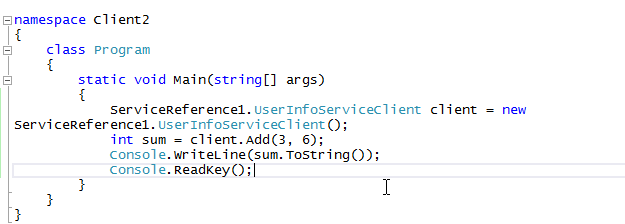 namespace Client2
{
    class Program
    {
        static void Main(string[] args)
        {
            ServiceReference1.UserInfoServiceClient client = new
ServiceReference1.UserInfoServiceClient();
            int sum = client.Add(3, 6);
            Console.WriteLine(sum.ToString());
            Console.ReadKey();
        }
    }
}